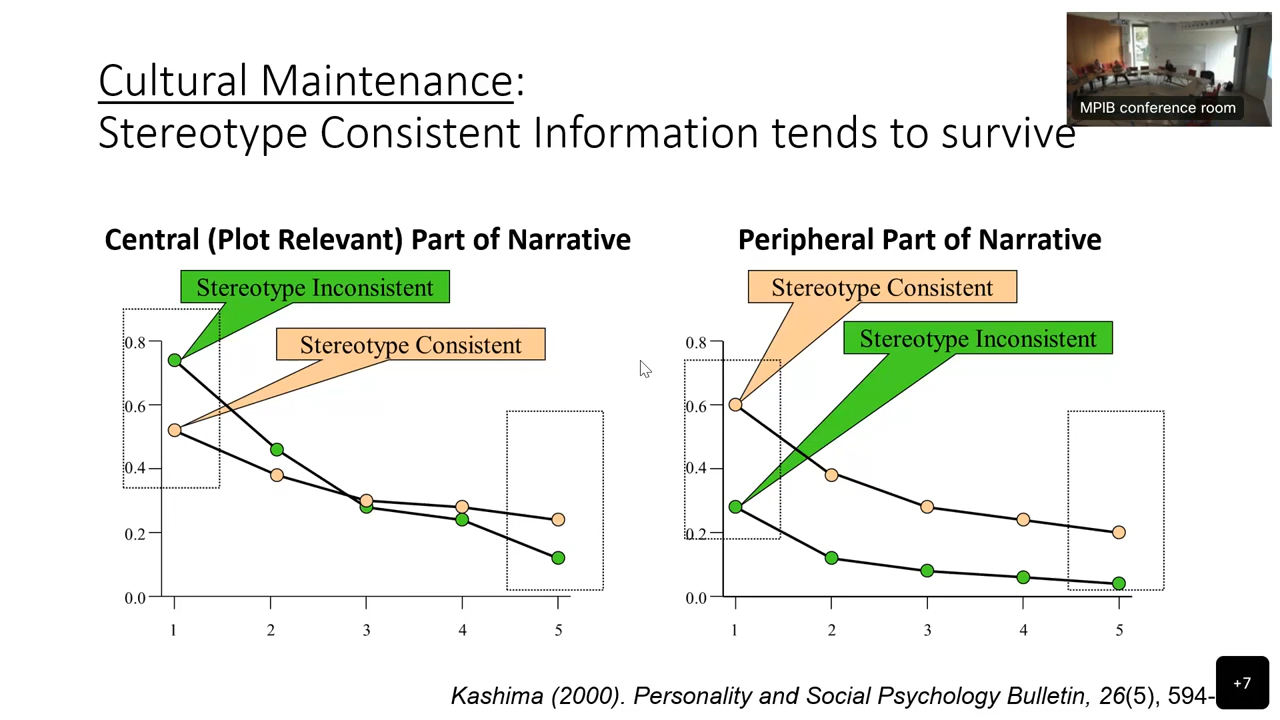 Cultural Maintenance:
Stereotype Consistent Information tends to survive
MPIB conference room
Central (Plot Relevant) Part of Narrative
Stereotype Inconsistent
Stereotype Consistent
0.8
0.6
0.4
0.2
0.0
1 2 3 4 5
Peripheral Part of Narrative
Stereotype Consistent
Stereotype Inconsistent
0.8
0.6
0.4
0.2
0.0
1 2 3 4 5
Kashima (2000). Personality and Social Psychology Bulletin, 26(5), 594-
+7